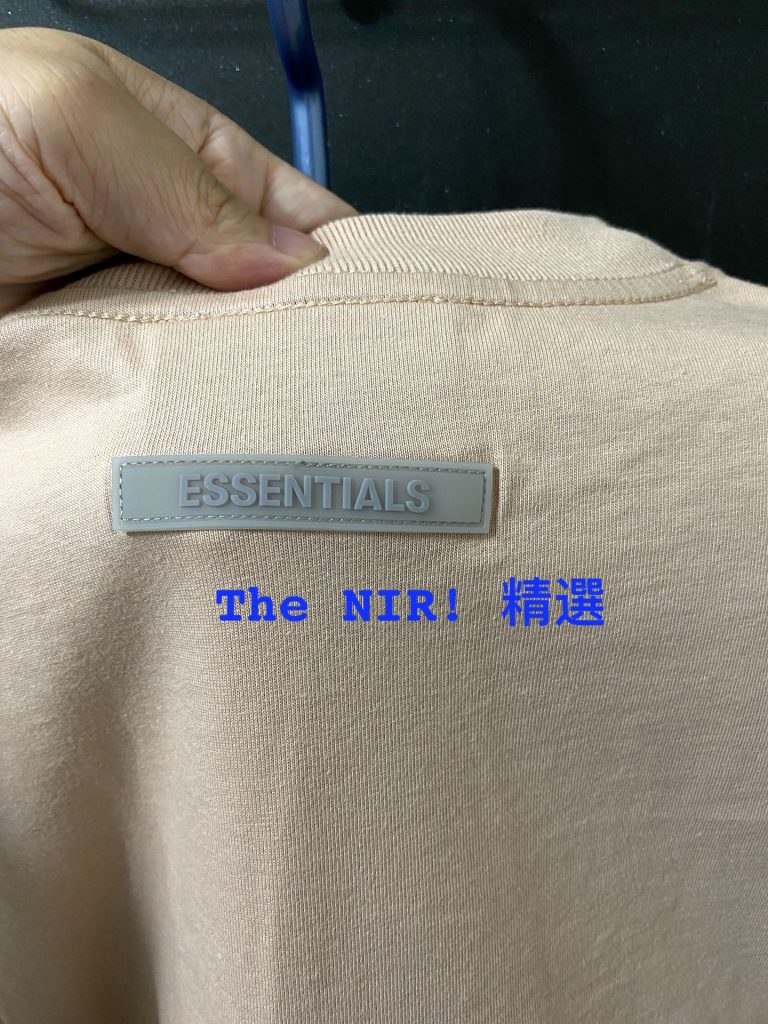 ESSENTIALS
The NIR! 精選